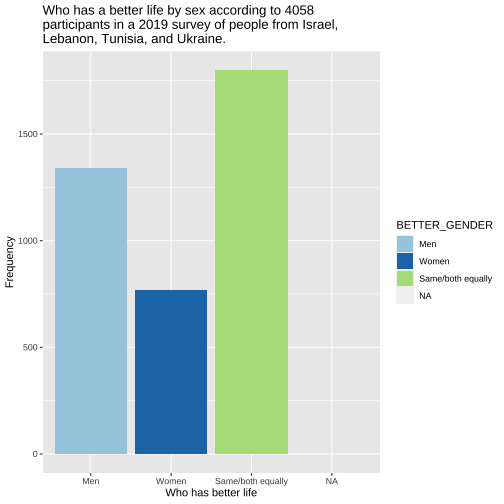 Who has a better life by sex according to 4058
participants in a 2019 survey of people from Israel,
Lebanon, Tunisia, and Ukraine.
1500
1000
500
0
Frequency
Men
Women
Same/both equally
NA
Who has better life
BETTER_GENDER
Men
Women
Same/both equally
NA